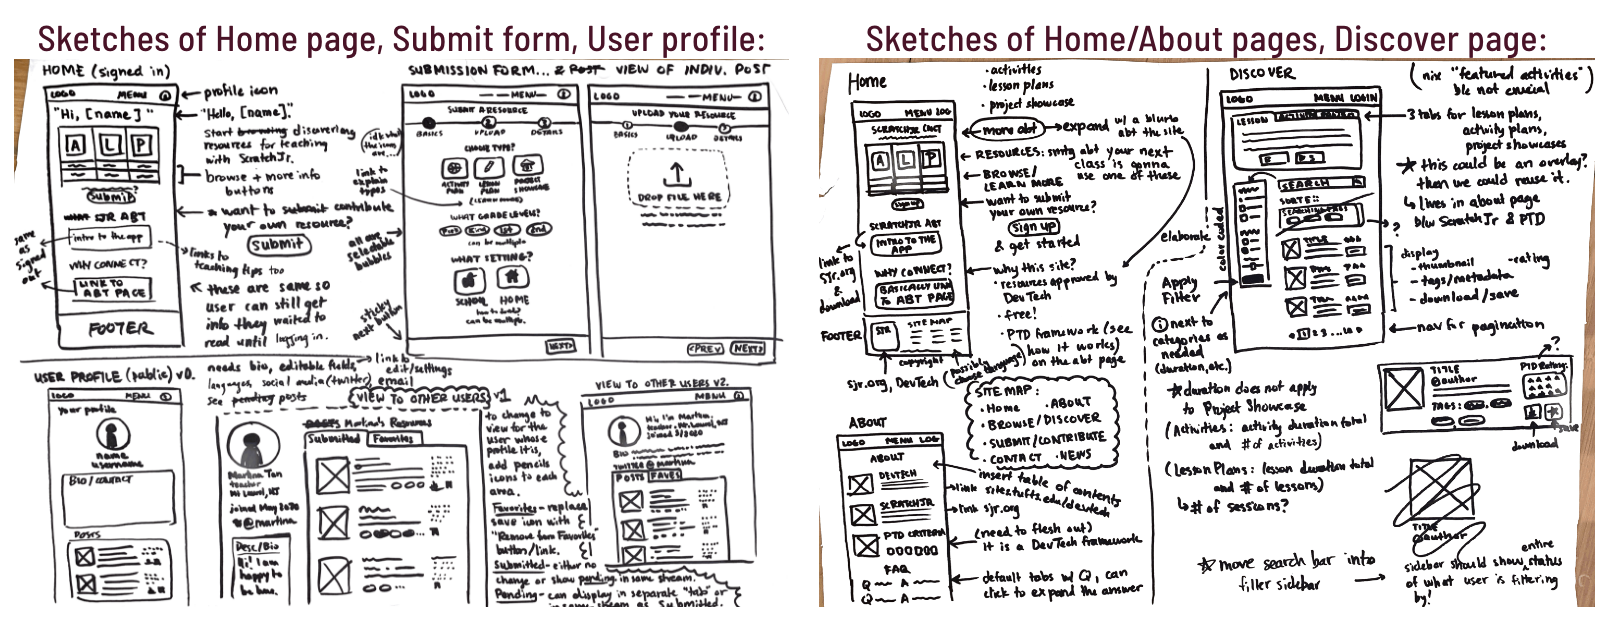 Sketches of Home page, Submit form, User profile:
HOME (signed in)
LOGO MENU
"Hi, [name]"
A L P
Submit
WHAT SJR ABT
intro to the app
WHY CONNECT?
LINK TO
ABT PAGE
FOOTER
same
as
signed
out
profile icon
"Hello, [name]".
Start browsing discovering
resources for teaching
with ScratchJr.
browse + more info
buttons
want to submit contribute
your own resource?
Submit
links to
teaching tips too
these are same so
user can still get
info they waited to
read until logging in.
SUBMISSION FORM... & POST VIEW OF INDIV. POST
LOGO MENU
SUBMIT A RESOURCE
1 2 3
BASICS UPLOAD DETAILS
CHOOSE TYPE?
ACTIVITY PLAN
LESSON PLAN
PROJECT SHOWCASE
(LEARN MORE)
WHAT GRADE LEVELS?
can be multiple
WHAT SETTING?
SCHOOL HOME
can be multiple.
NEXT>
link to
explain
types
all are
selectable
bubbles
sticky
next button
LOGO MENU
UPLOAD YOUR RESOURCE
BASICS UPLOAD DETAILS
DROP FILE HERE
<PREV NEXT>
USER PROFILE (public) v0.
LOGO MENU
Your profile
name
username
BIO/CONTACT
POSTS
needs bio, editable fields, link to
edit/settings
languages, social media (twitter), email
see pending posts
VIEW TO OTHER USERS v1
Martina Tan
teacher
Mt Laurel, NJ
joined May 2020
@martina
Desc/Bio
Hi! I am
happy to
be here.
POSTS Martina's Resources
Submitted Favorites
to change to
view for the
user whose
profile it is,
add pencils
icons to each
area.
Favorites - replace
save icon with
"Remove from Favorites"
button/link.
Submitted - either no
change or show pending in same stream.
Pending - can display in separate "tab" or
in same stream as Submitted.
VIEW TO OTHER USERS v2.
LOGO MENU
Hi I'm Martina,
teacher, Mt. Laurel, NJ
joined 5/2020
BIO
TWITTER @martina
POSTS FAVES
Sketches of Home/About pages, Discover page:
Home
LOGO MENU LOG
SCRATCHJR CNCT
A L P
sign up
SCRATCHJR ABT
INTRO TO THE
APP
WHY CONNECT?
BASICALLY LINK
TO ABT PAGE
FOOTER
SJR
SITE MAP
copyright
sjr.org, DevTech
(possibly
change language)
link to
SJr.org
&
download
• activities
• lesson plans
• project showcase
more abt expand w/ a blurb
abt the site
RESOURCES: smtg abt your next
class is gonna
use one of these
BROWSE/
LEARN MORE
want to submit
your own resource?
Sign up
& get started
why this site?
• resources approved by
DevTech
• free!
• PTD framework (see
how it works)
on the abt page
SITE MAP:
• Home • ABOUT
• BROWSE/DISCOVER
• SUBMIT/CONTRIBUTE
• CONTACT • NEWS
ABOUT
LOGO MENU LOG
ABOUT
DEVTECH
SCRATCHJR
PTD CRITERIA
FAQ
Q A
Q A
insert table of contents
link sites.tufts.edu/devtech
link sjr.org
(need to flesh out)
it is a DevTech framework
default tabs w/ Q, can
click to expand the answer
DISCOVER
LOGO MENU LOGIN
LESSON
SEARCH
TITLE
1 2 3 ... 10
elaborate
color coded
Apply
Filter
i next to
categories as
needed
(duration, etc.)
(nix "featured activities"
b/c not crucial)
3 tabs for lesson plans,
activity plans,
project showcases
this could be an overlay?
then we could reuse it.
lives in about page
b/w ScratchJr & PTD
?
display
- thumbnail - rating
- tags/metadata
- download/save
nav for pagination
TITLE
@author
TAGS:
PTD Rating:
?
download
save
duration does not apply
to Project Showcase
(Activities: activity duration total
and # of activities)
(Lesson Plans: lesson duration total
and # of lessons)
# of sessions?
TITLE
@author
move search bar into
filler sidebar
sidebar should show entire status
of what user is filtering
by!